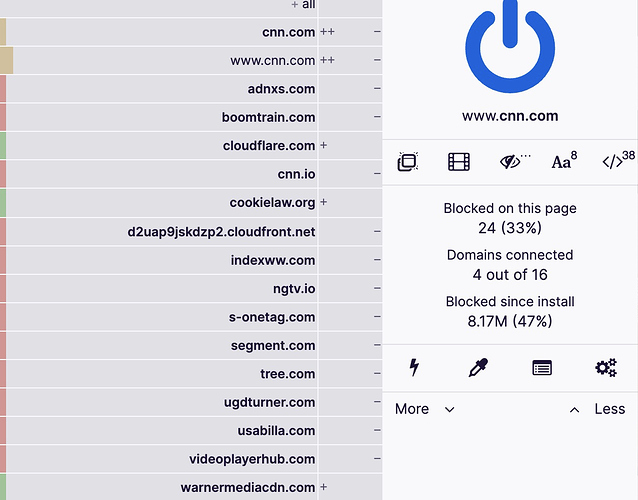 + all
cnn.com ++ −
www.cnn.com ++ −
adnxs.com −
boomtrain.com −
cloudflare.com +
cnn.io −
cookielaw.org +
d2uap9jskdzp2.cloudfront.net −
indexww.com −
ngtv.io −
s-onetag.com −
segment.com −
tree.com −
ugdturner.com −
usabilla.com −
videoplayerhub.com −
warnermediacdn.com +
www.cnn.com
... Aa 8 </> 38
Blocked on this page
24 (33%)
Domains connected
4 out of 16
Blocked since install
8.17M (47%)
More Less